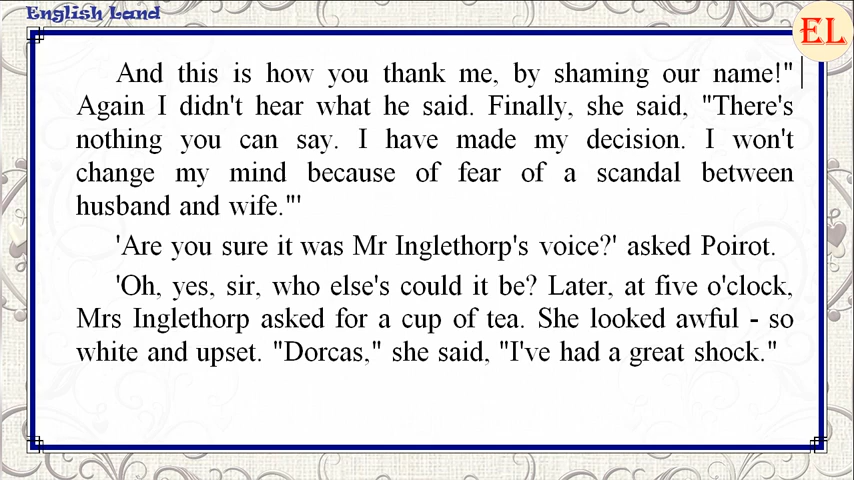 English Land
EL
And this is how you thank me, by shaming our name!"
Again I didn't hear what he said. Finally, she said, "There's
nothing you can say. I have made my decision. I won't
change my mind because of fear of a scandal between
husband and wife."'
'Are you sure it was Mr Inglethorp's voice?' asked Poirot.
'Oh, yes, sir, who else's could it be? Later, at five o'clock,
Mrs Inglethorp asked for a cup of tea. She looked awful - so
white and upset. "Dorcas," she said, "I've had a great shock."